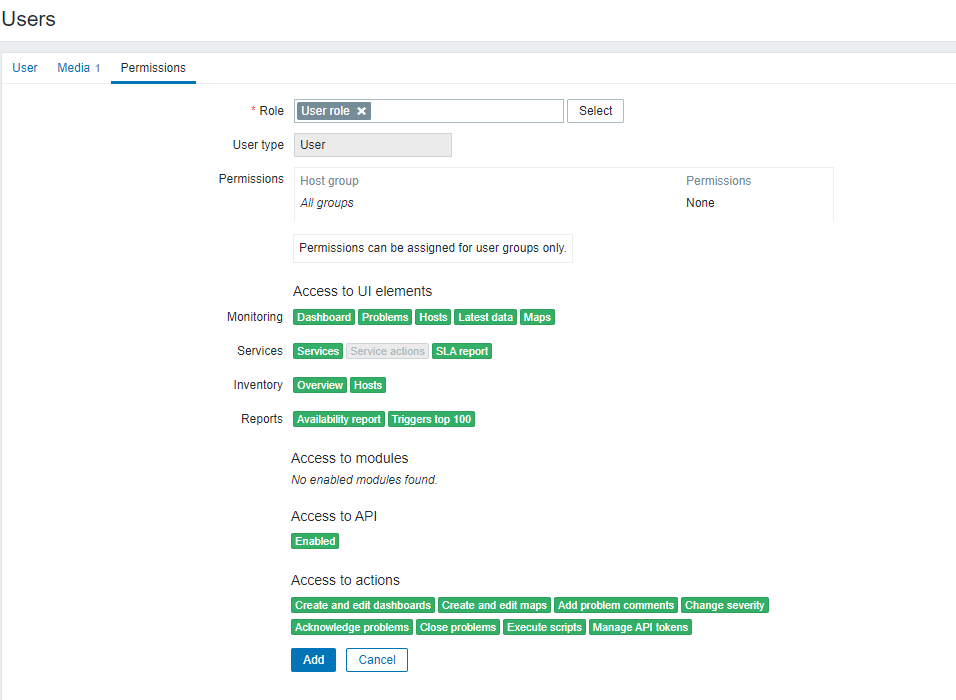 Users
User Media 1 Permissions
* Role User role × Select
User type User
Permissions Host group Permissions
All groups None
Permissions can be assigned for user groups only.
Access to UI elements
Monitoring Dashboard Problems Hosts Latest data Maps
Services Services Service actions SLA report
Inventory Overview Hosts
Reports Availability report Triggers top 100
Access to modules
No enabled modules found.
Access to API
Enabled
Access to actions
Create and edit dashboards Create and edit maps Add problem comments Change severity
Acknowledge problems Close problems Execute scripts Manage API tokens
Add Cancel